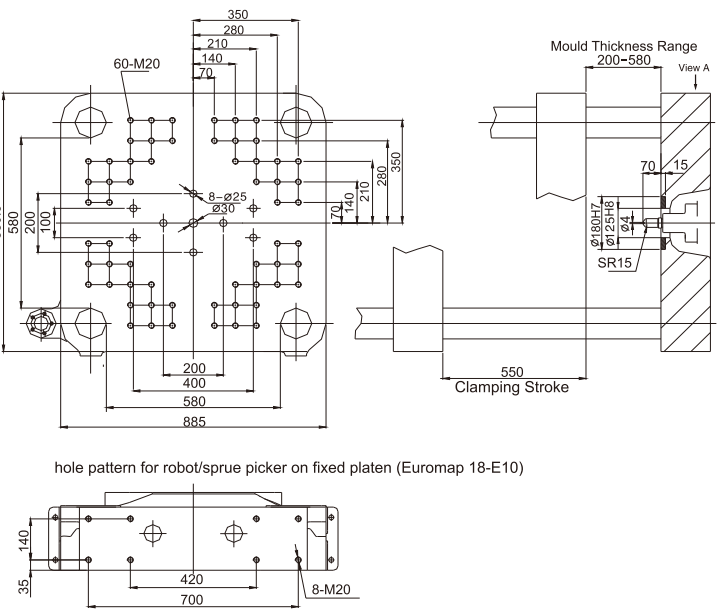 350
280
210
140
70
60-M20
8-Ø25
Ø30
580
200
100
70
140
210
280
350
200
400
580
885
Mould Thickness Range
200-580
View A
70
15
Ø180H7
Ø125H8
Ø4
SR15
550
Clamping Stroke
hole pattern for robot/sprue picker on fixed platen (Euromap 18-E10)
140
35
420
700
8-M20